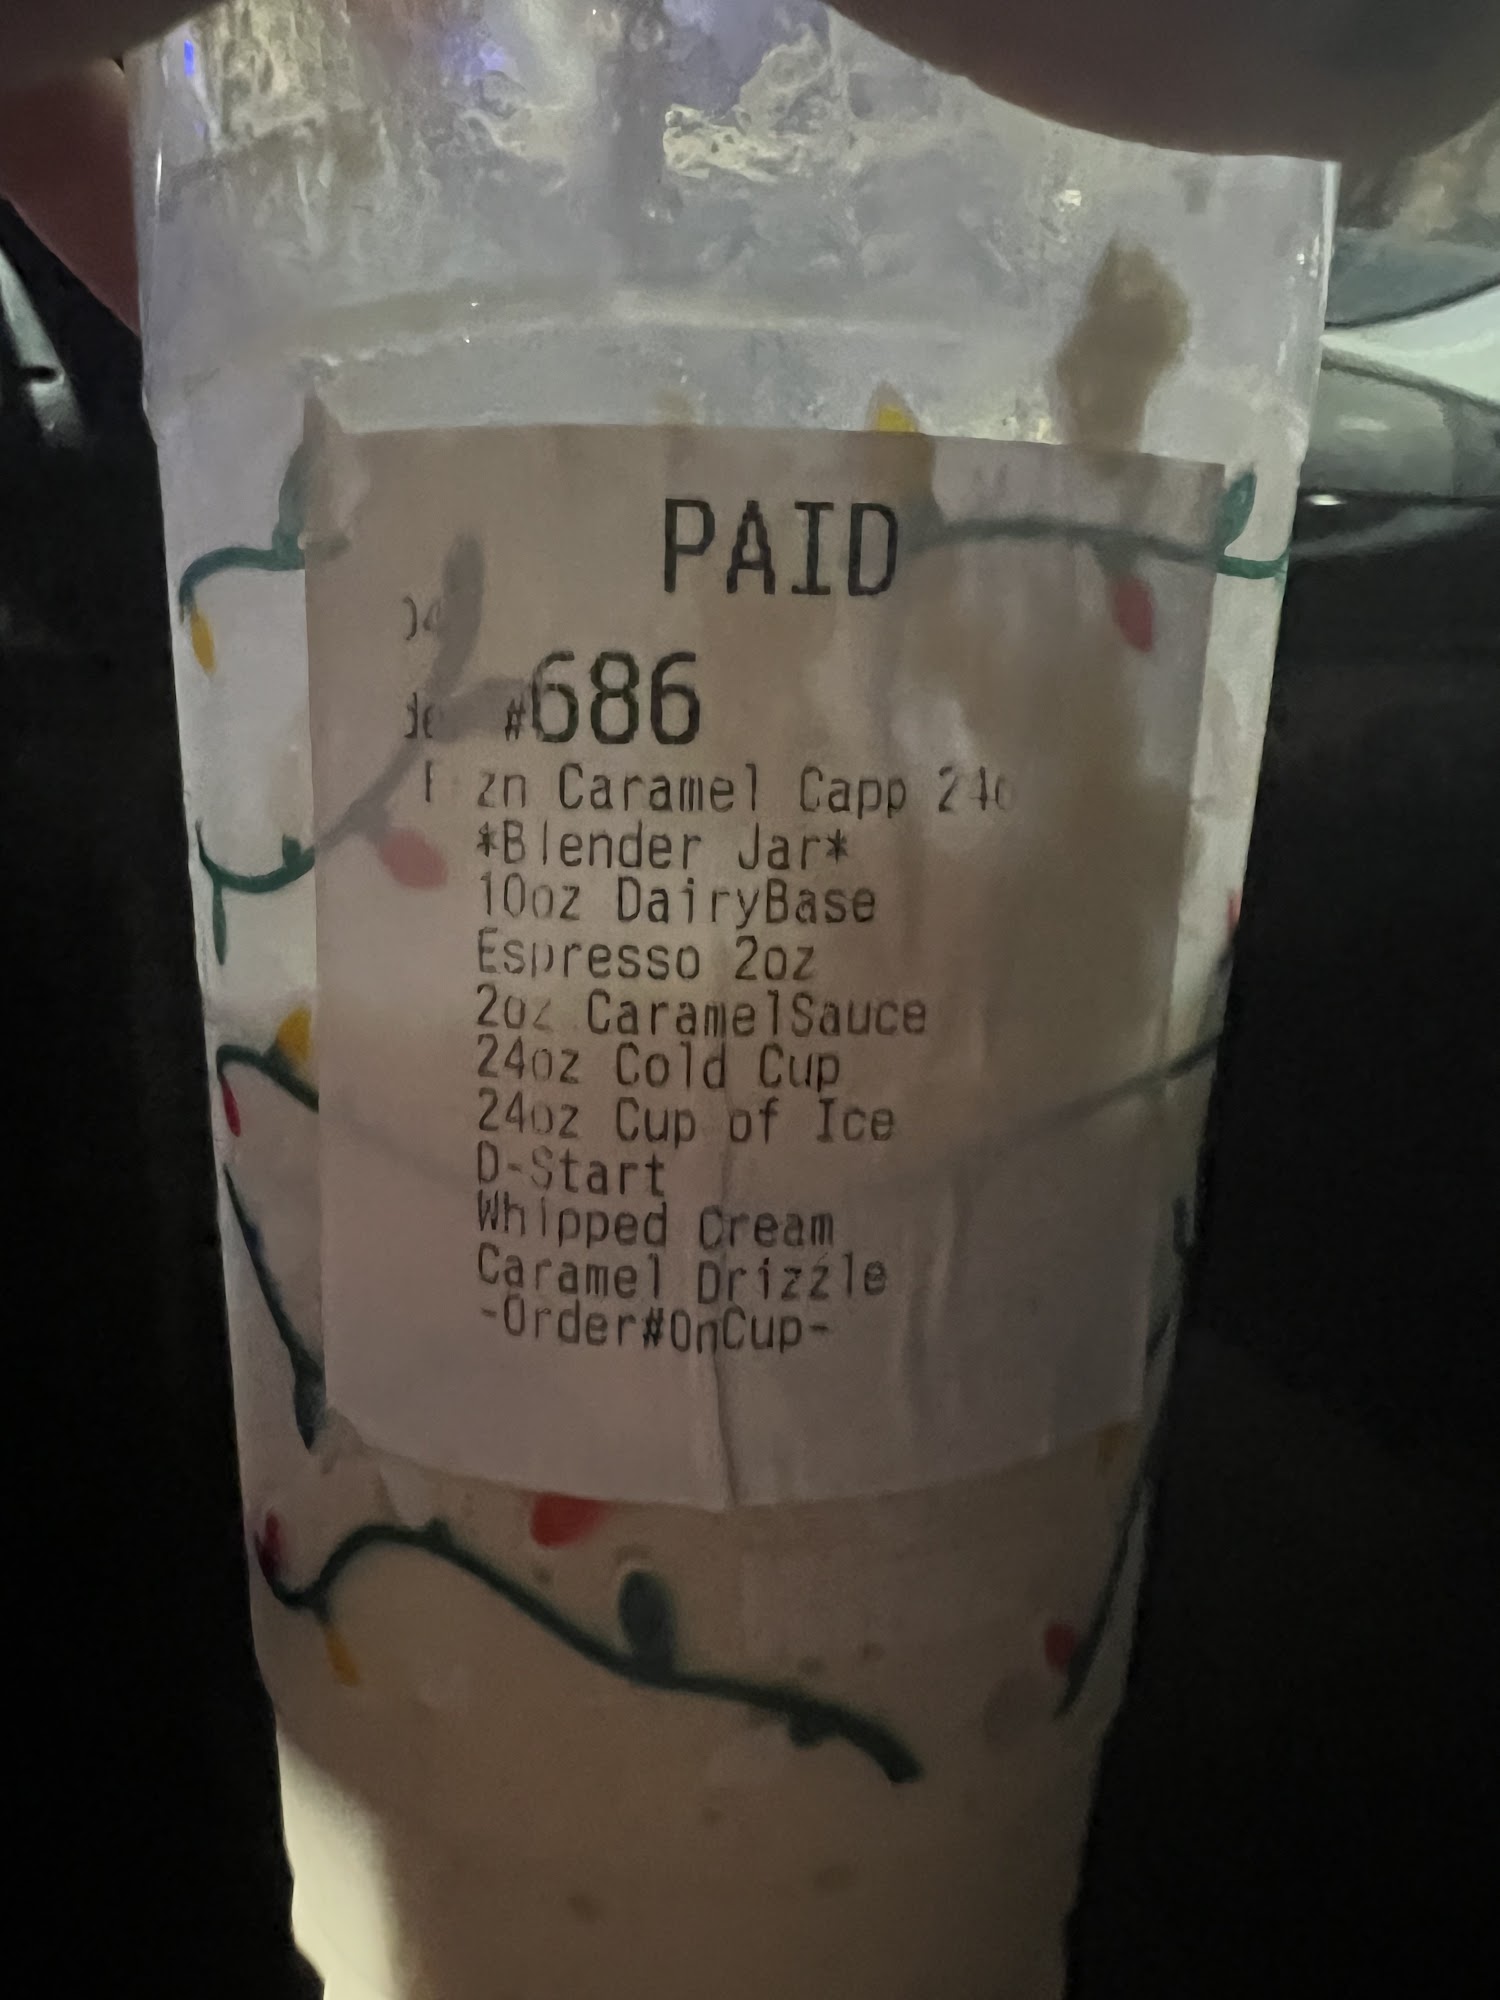 PAID
#686
Caramel Capp
*Blender Jar*
10oz DairyBase
Espresso 2oz
2oz CaramelSauce
24oz Cold Cup
24oz Cup of Ice
D-Start
Whipped Cream
Caramel Drizzle
-Order#OnCup-